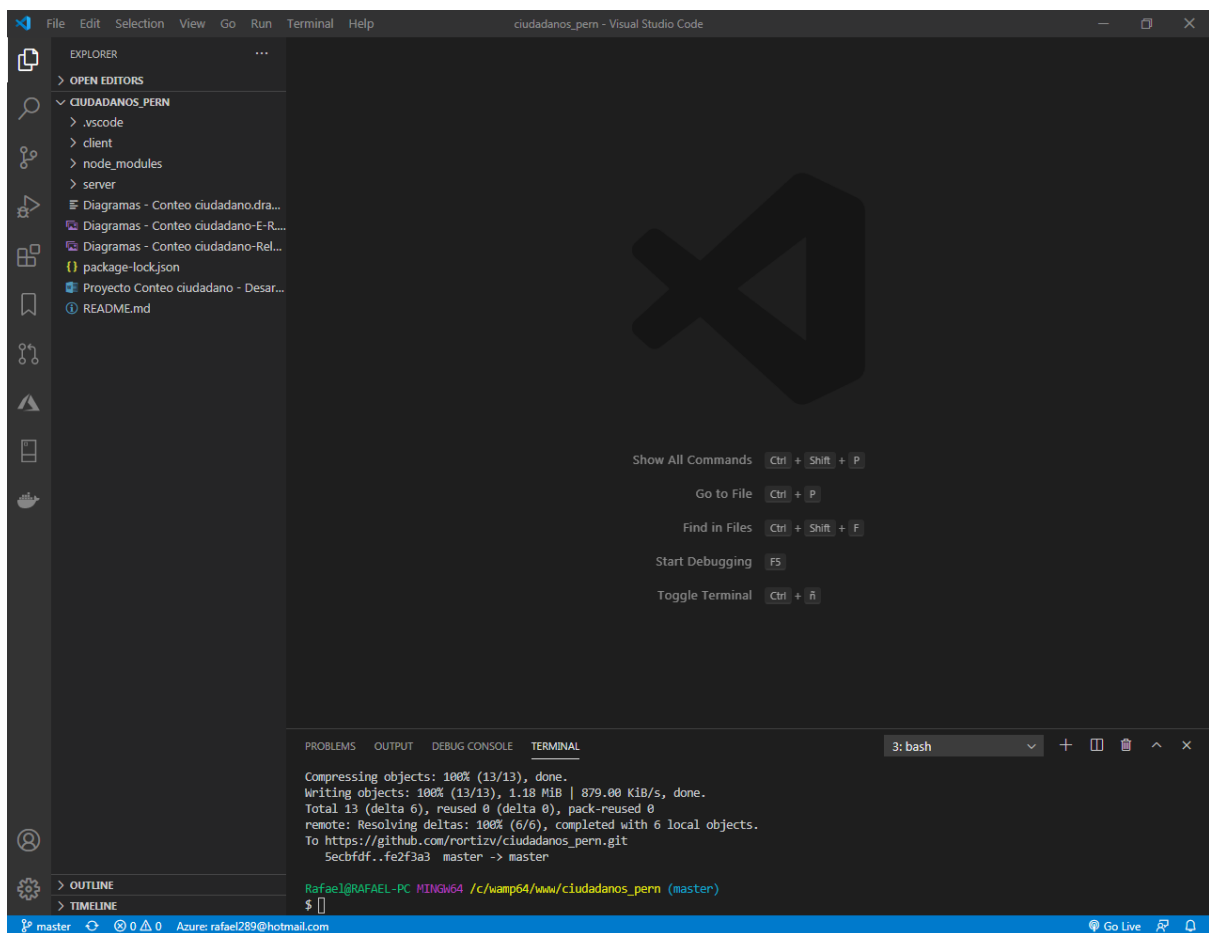 File Edit Selection View Go Run Terminal Help
ciudadanos_pern - Visual Studio Code
EXPLORER
OPEN EDITORS
CIUDADANOS_PERN
.vscode
client
node_modules
server
Diagramas - Conteo ciudadano.dra...
Diagramas - Conteo ciudadano-E-R....
Diagramas - Conteo ciudadano-Rel...
{} package-lock.json
Proyecto Conteo ciudadano - Desar...
README.md
OUTLINE
TIMELINE
Show All Commands Ctrl + Shift + P
Go to File Ctrl + P
Find in Files Ctrl + Shift + F
Start Debugging F5
Toggle Terminal Ctrl + ñ
PROBLEMS OUTPUT DEBUG CONSOLE TERMINAL
3: bash
Compressing objects: 100% (13/13), done.
Writing objects: 100% (13/13), 1.18 MiB | 879.00 KiB/s, done.
Total 13 (delta 6), reused 0 (delta 0), pack-reused 0
remote: Resolving deltas: 100% (6/6), completed with 6 local objects.
To https://github.com/rortizv/ciudadanos_pern.git
5ecbfdf..fe2f3a3 master -> master
Rafael@RAFAEL-PC MINGW64 /c/wamp64/www/ciudadanos_pern (master)
$
master 0 0 Azure: rafael289@hotmail.com
Go Live